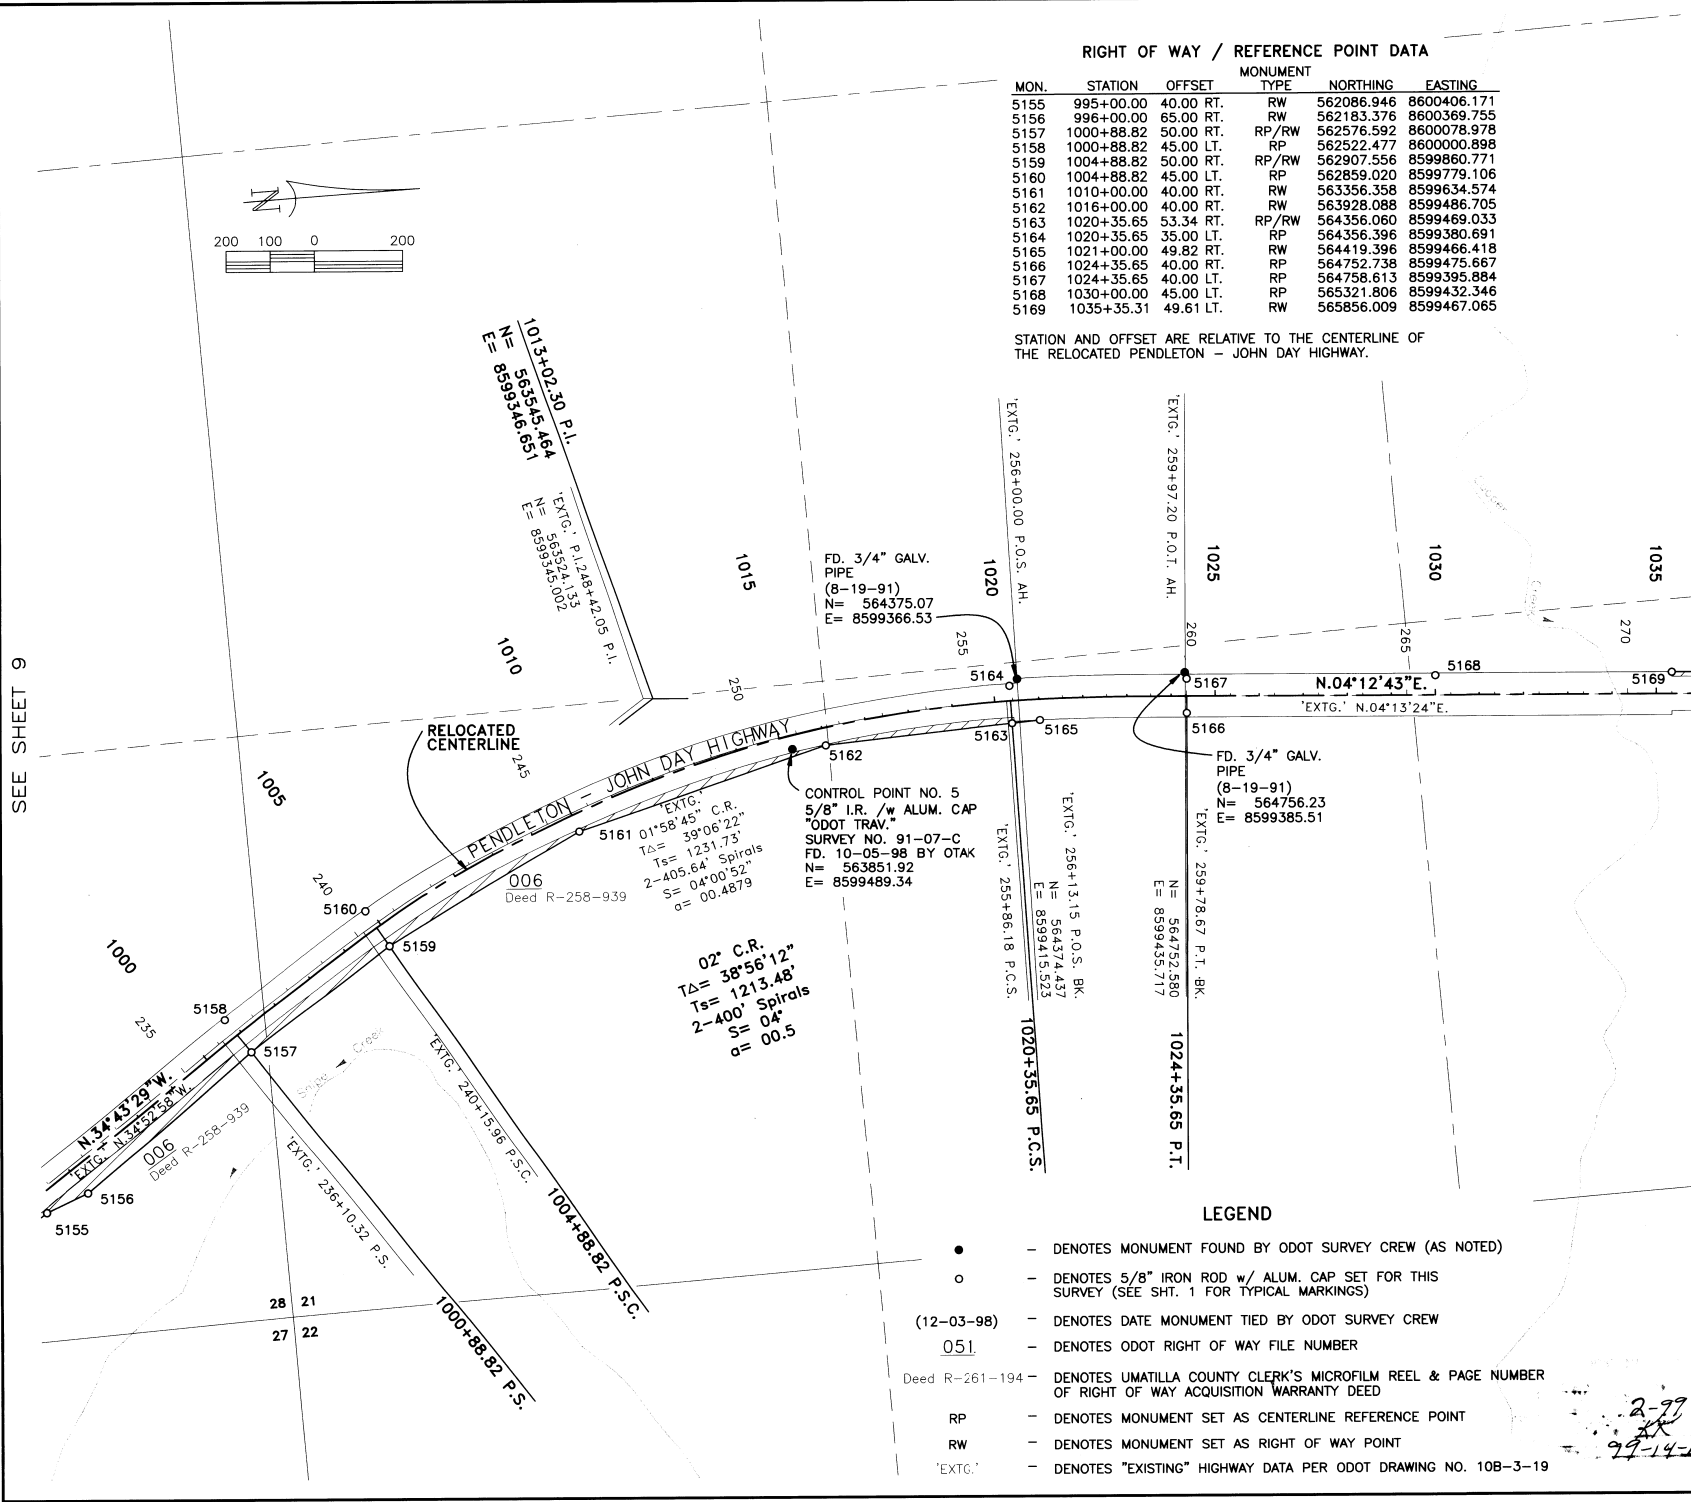 RIGHT OF WAY / REFERENCE POINT DATA
MON. STATION OFFSET MONUMENT TYPE NORTHING EASTING
5155 995+00.00 40.00 RT. RW 562086.946 8600406.171
5156 996+00.00 65.00 RT. RW 562183.376 8600369.755
5157 1000+88.82 50.00 RT. RP/RW 562576.592 8600078.978
5158 1000+88.82 45.00 LT. RP 562522.477 8600000.898
5159 1004+88.82 50.00 RT. RP/RW 562907.556 8599860.771
5160 1004+88.82 45.00 LT. RP 562859.020 8599779.106
5161 1010+00.00 40.00 RT. RW 563356.358 8599634.574
5162 1016+00.00 40.00 RT. RW 563928.088 8599486.705
5163 1020+35.65 53.34 RT. RP/RW 564356.060 8599469.033
5164 1020+35.65 35.00 LT. RP 564356.396 8599380.691
5165 1021+00.00 49.82 RT. RW 564419.396 8599466.418
5166 1024+35.65 40.00 RT. RP 564752.738 8599475.667
5167 1024+35.65 40.00 LT. RP 564758.613 8599395.884
5168 1030+00.00 45.00 LT. RP 565321.806 8599432.346
5169 1035+35.31 49.61 LT. RW 565856.009 8599467.065
STATION AND OFFSET ARE RELATIVE TO THE CENTERLINE OF
THE RELOCATED PENDLETON – JOHN DAY HIGHWAY.
N
200 100 0 200
1013+02.30 P.I.
N= 563545.464
E= 8599346.651
'EXTG.' P.I.248+42.05 P.I.
N= 563524.133
E= 8599345.002
SEE SHEET 9
'EXTG.' 256+00.00 P.O.S. AH.
'EXTG.' 259+97.20 P.O.T. AH.
FD. 3/4" GALV.
PIPE
(8-19-91)
N= 564375.07
E= 8599366.53
1000
1005
1010
1015
1020
1025
1030
1035
235
240
245
250
255
260
265
270
Creek
RELOCATED
CENTERLINE
PENDLETON – JOHN DAY HIGHWAY
5164
5167
5168
5169
N.04°12'43"E.
'EXTG.' N.04°13'24"E.
5163
5165
5166
5162
5161
5160
5159
5158
5157
5156
5155
FD. 3/4" GALV.
PIPE
(8-19-91)
N= 564756.23
E= 8599385.51
CONTROL POINT NO. 5
5/8" I.R. /w ALUM. CAP
"ODOT TRAV."
SURVEY NO. 91-07-C
FD. 10-05-98 BY OTAK
N= 563851.92
E= 8599489.34
'EXTG.'
01°58'45" C.R.
T△= 39°06'22"
Ts= 1231.73'
2-405.64' Spirals
S= 04°00'52"
a= 00.4879
006
Deed R-258-939
02° C.R.
T△= 38°56'12"
Ts= 1213.48'
2-400' Spirals
S= 04°
a= 00.5
'EXTG.' 255+86.18 P.C.S.
'EXTG.' 256+13.15 P.O.S. BK.
N= 564374.437
E= 8599415.523
'EXTG.' 259+78.67 P.T. BK.
N= 564752.580
E= 8599435.717
1020+35.65 P.C.S.
1024+35.65 P.T.
N.34°43'29"W.
'EXTG.' N.34°52'58"W.
006
Deed R-258-939
Creek
'EXTG.' 240+15.96 P.S.C.
1004+88.82 P.S.C.
'EXTG.' 236+10.32 P.S.
1000+88.82 P.S.
28 21
27 22
LEGEND
– DENOTES MONUMENT FOUND BY ODOT SURVEY CREW (AS NOTED)
– DENOTES 5/8" IRON ROD w/ ALUM. CAP SET FOR THIS
SURVEY (SEE SHT. 1 FOR TYPICAL MARKINGS)
(12-03-98) – DENOTES DATE MONUMENT TIED BY ODOT SURVEY CREW
051 – DENOTES ODOT RIGHT OF WAY FILE NUMBER
Deed R-261-194 – DENOTES UMATILLA COUNTY CLERK'S MICROFILM REEL & PAGE NUMBER
OF RIGHT OF WAY ACQUISITION WARRANTY DEED
RP – DENOTES MONUMENT SET AS CENTERLINE REFERENCE POINT
RW – DENOTES MONUMENT SET AS RIGHT OF WAY POINT
'EXTG.' – DENOTES "EXISTING" HIGHWAY DATA PER ODOT DRAWING NO. 10B-3-19
2-99